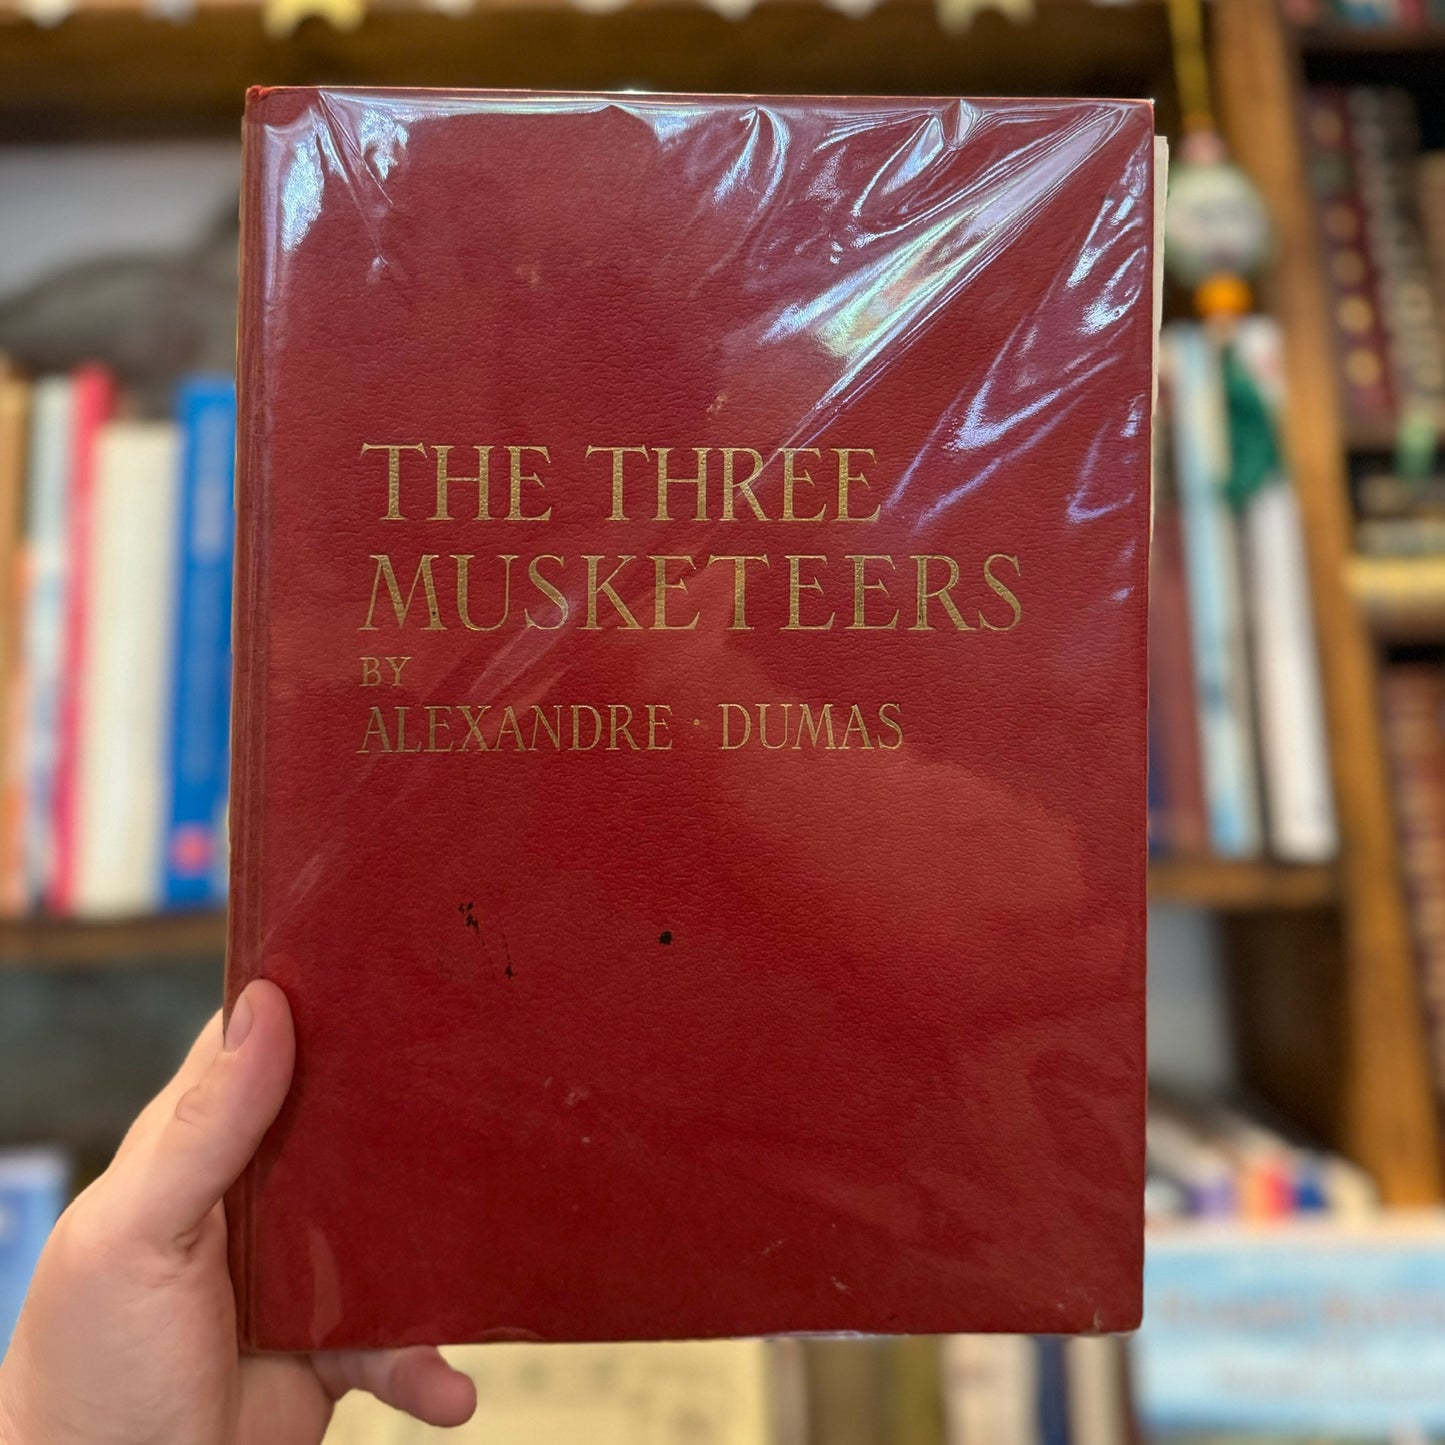 THE THREE
MUSKETEERS
BY
ALEXANDRE · DUMAS